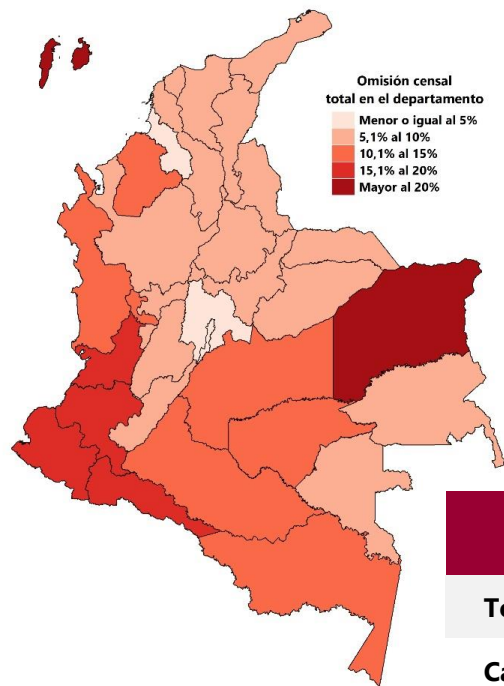 Omisión censal
total en el departamento
Menor o igual al 5%
5,1% al 10%
10,1% al 15%
15,1% al 20%
Mayor al 20%